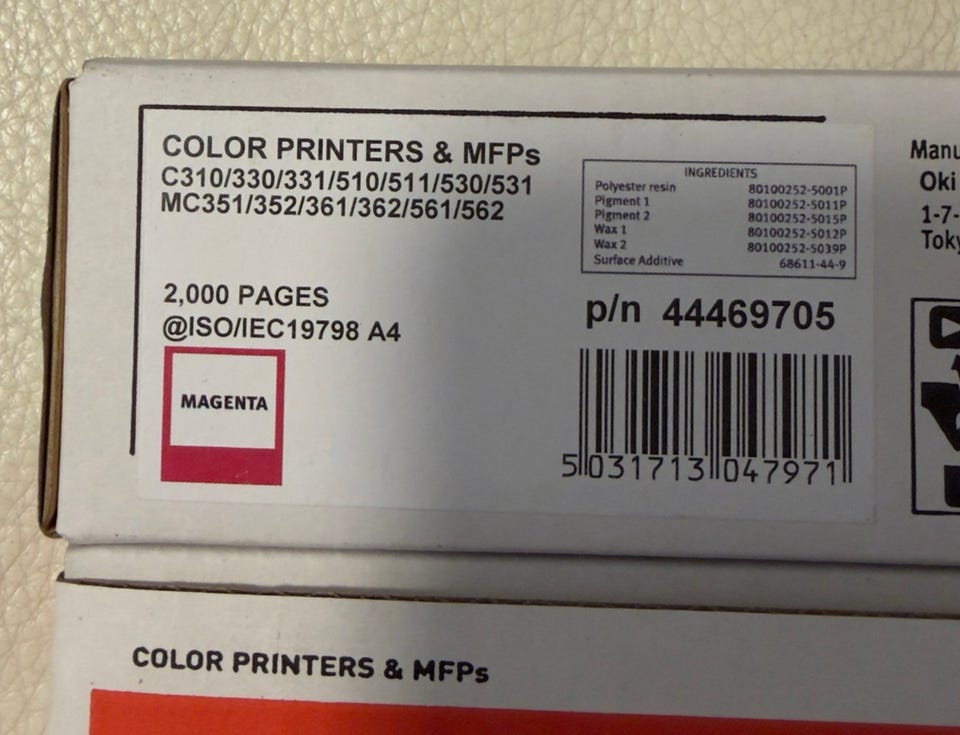 COLOR PRINTERS & MFPs
C310/330/331/510/511/530/531
MC351/352/361/362/561/562
2,000 PAGES
@ISO/IEC19798 A4
MAGENTA
INGREDIENTS
Polyester resin 80100252-5001P
Pigment 1 80100252-5011P
Pigment 2 80100252-5015P
Wax 1 80100252-5012P
Wax 2 80100252-5039P
Surface Additive 68611-44-9
p/n 44469705
5 031713 047971
Manu
Oki
1-7-
Toky
COLOR PRINTERS & MFPs